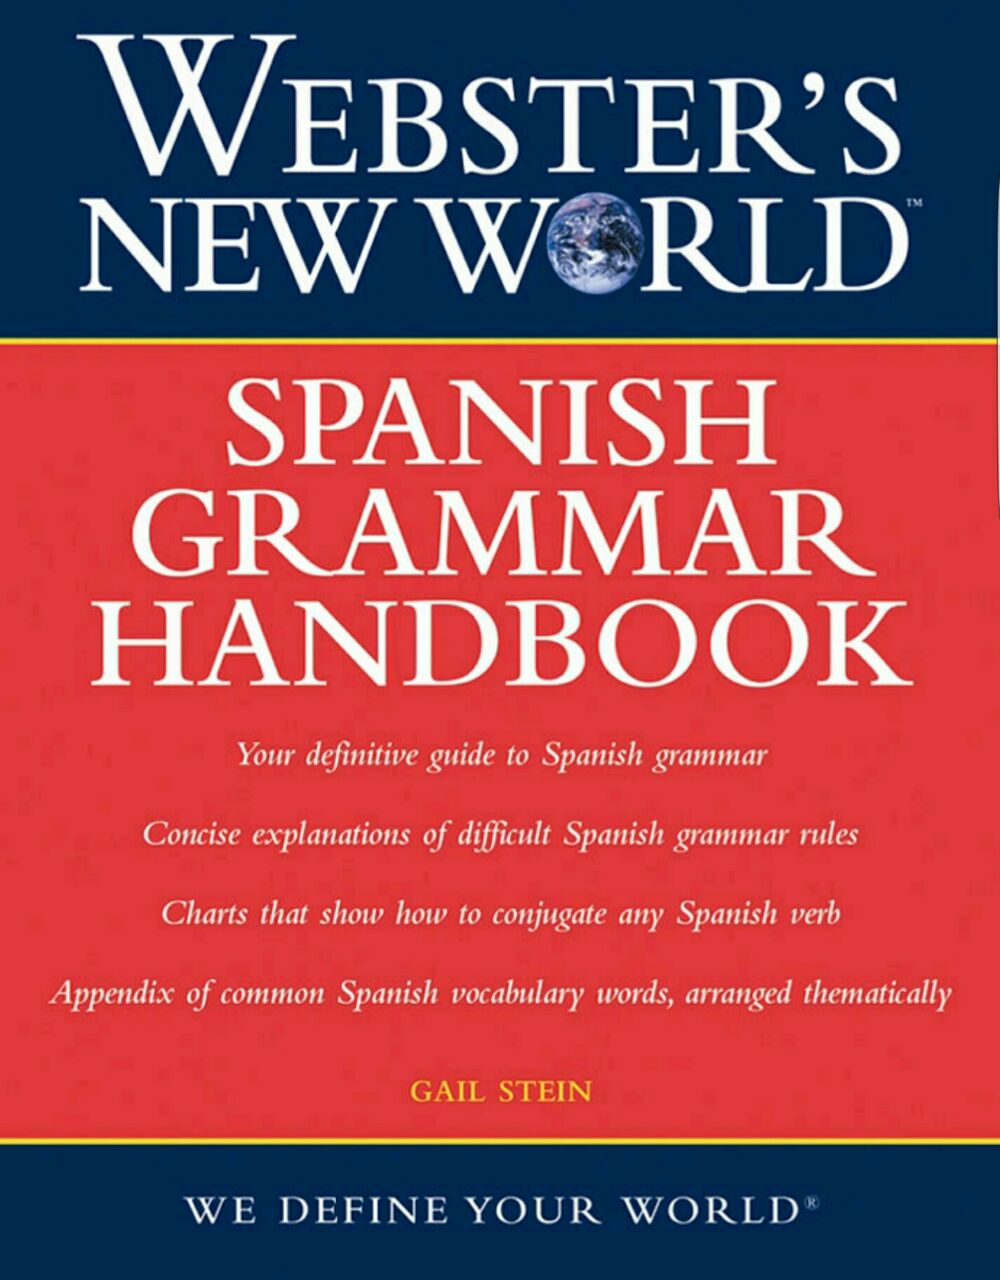 WEBSTER'S
NEW WORLD™
SPANISH
GRAMMAR
HANDBOOK
Your definitive guide to Spanish grammar
Concise explanations of difficult Spanish grammar rules
Charts that show how to conjugate any Spanish verb
Appendix of common Spanish vocabulary words, arranged thematically
GAIL STEIN
WE DEFINE YOUR WORLD®